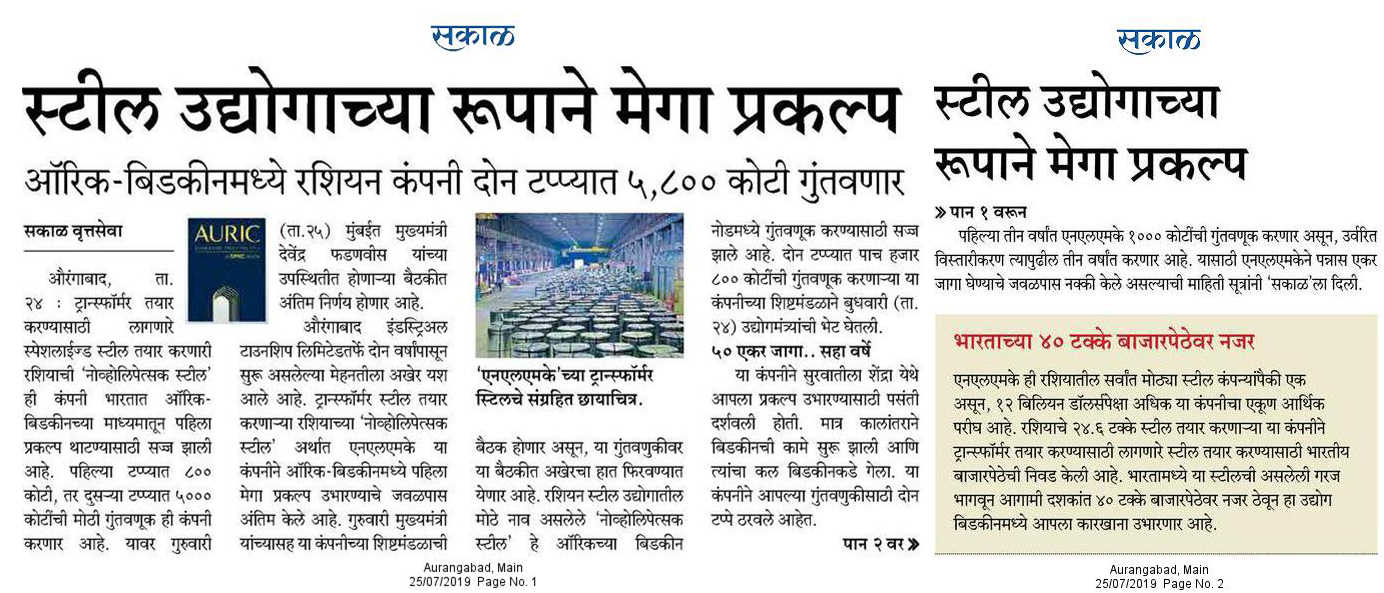 सकाळ
स्टील उद्योगाच्या रूपाने मेगा प्रकल्प
ऑरिक-बिडकीनमध्ये रशियन कंपनी दोन टप्प्यात ५,८०० कोटी गुंतवणार
सकाळ वृत्तसेवा
औरंगाबाद, ता.
२४ : ट्रान्स्फॉर्मर तयार
करण्यासाठी लागणारे
स्पेशलाईज्ड स्टील तयार करणारी
रशियाची ‘नोव्होलिपेत्सक स्टील’
ही कंपनी भारतात ऑरिक-
बिडकीनच्या माध्यमातून पहिला
प्रकल्प थाटण्यासाठी सज्ज झाली
आहे. पहिल्या टप्प्यात ८००
कोटी, तर दुसऱ्या टप्प्यात ५०००
कोटींची मोठी गुंतवणूक ही कंपनी
करणार आहे. यावर गुरुवारी
AURIC
(ता.२५) मुंबईत मुख्यमंत्री
देवेंद्र फडणवीस यांच्या
उपस्थितीत होणाऱ्या बैठकीत
अंतिम निर्णय होणार आहे.
औरंगाबाद इंडस्ट्रिअल
टाउनशिप लिमिटेडतर्फे दोन वर्षांपासून
सुरू असलेल्या मेहनतीला अखेर यश
आले आहे. ट्रान्स्फॉर्मर स्टील तयार
करणाऱ्या रशियाच्या ‘नोव्होलिपेत्सक
स्टील’ अर्थात एनएलएमके या
कंपनीने ऑरिक-बिडकीनमध्ये पहिला
मेगा प्रकल्प उभारण्याचे जवळपास
अंतिम केले आहे. गुरुवारी मुख्यमंत्री
यांच्यासह या कंपनीच्या शिष्टमंडळाची
‘एनएलएमके’च्या ट्रान्स्फॉर्मर
स्टिलचे संग्रहित छायाचित्र.
बैठक होणार असून, या गुंतवणुकीवर
या बैठकीत अखेरचा हात फिरवण्यात
येणार आहे. रशियन स्टील उद्योगातील
मोठे नाव असलेले ‘नोव्होलिपेत्सक
स्टील’ हे ऑरिकच्या बिडकीन
नोडमध्ये गुंतवणूक करण्यासाठी सज्ज
झाले आहे. दोन टप्प्यात पाच हजार
८०० कोटींची गुंतवणूक करणाऱ्या या
कंपनीच्या शिष्टमंडळाने बुधवारी (ता.
२४) उद्योगमंत्र्यांची भेट घेतली.
५० एकर जागा.. सहा वर्षे
या कंपनीने सुरवातीला शेंद्रा येथे
आपला प्रकल्प उभारण्यासाठी पसंती
दर्शवली होती. मात्र कालांतराने
बिडकीनची कामे सुरू झाली आणि
त्यांचा कल बिडकीनकडे गेला. या
कंपनीने आपल्या गुंतवणुकीसाठी दोन
टप्पे ठरवले आहेत.
पान २ वर »
Aurangabad, Main
25/07/2019 Page No. 1
सकाळ
स्टील उद्योगाच्या
रूपाने मेगा प्रकल्प
» पान १ वरून
पहिल्या तीन वर्षांत एनएलएमके १००० कोटींची गुंतवणूक करणार असून, उर्वरित
विस्तारीकरण त्यापुढील तीन वर्षांत करणार आहे. यासाठी एनएलएमकेने पन्नास एकर
जागा घेण्याचे जवळपास नक्की केले असल्याची माहिती सूत्रांनी ‘सकाळ’ला दिली.
भारताच्या ४० टक्के बाजारपेठेवर नजर
एनएलएमके ही रशियातील सर्वांत मोठ्या स्टील कंपन्यांपैकी एक
असून, १२ बिलियन डॉलर्सपेक्षा अधिक या कंपनीचा एकूण आर्थिक
परीघ आहे. रशियाचे २४.६ टक्के स्टील तयार करणाऱ्या या कंपनीने
ट्रान्स्फॉर्मर तयार करण्यासाठी लागणारे स्टील तयार करण्यासाठी भारतीय
बाजारपेठेची निवड केली आहे. भारतामध्ये या स्टीलची असलेली गरज
भागवून आगामी दशकांत ४० टक्के बाजारपेठेवर नजर ठेवून हा उद्योग
बिडकीनमध्ये आपला कारखाना उभारणार आहे.
Aurangabad, Main
25/07/2019 Page No. 2